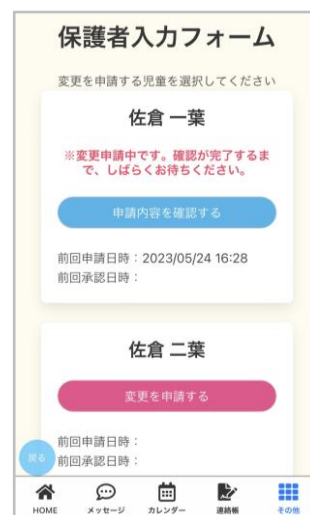 保護者入力フォーム
変更を申請する児童を選択してください
佐倉 一葉
※変更申請中です。確認が完了するま
で、しばらくお待ちください。
申請内容を確認する
前回申請日時：2023/05/24 16:28
前回承認日時：
佐倉 二葉
変更を申請する
前回申請日時：
戻る
前回承認日時：
HOME メッセージ カレンダー 連絡帳 その他